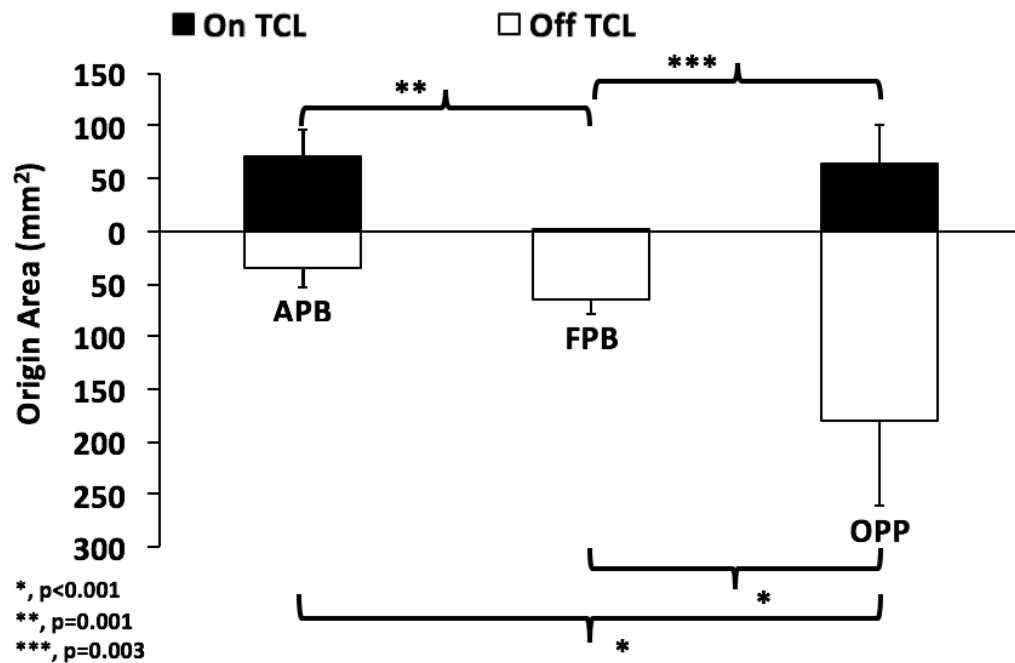 On TCL Off TCL
150
100
50
0
50
100
150
200
250
300
Origin Area (mm²)
**
***
APB
FPB
OPP
*
*
*, p<0.001
**, p=0.001
***, p=0.003